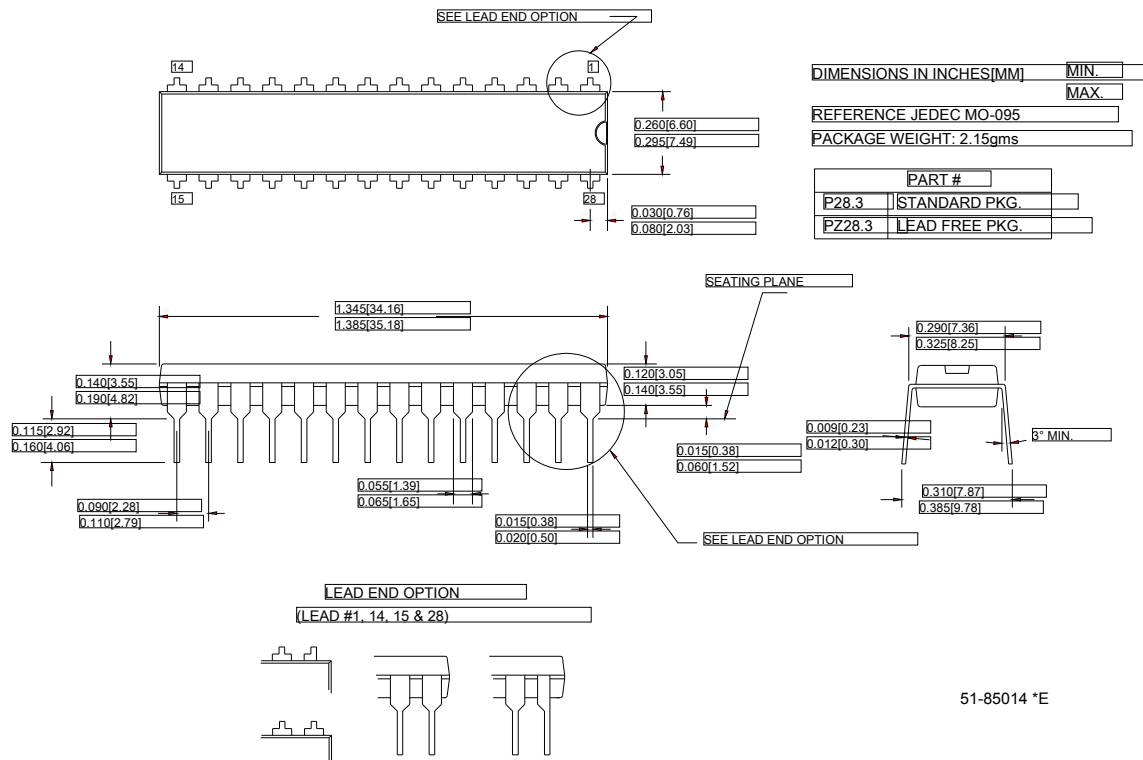 SEE LEAD END OPTION
14
1
DIMENSIONS IN INCHES[MM] MIN.
MAX.
REFERENCE JEDEC MO-095
PACKAGE WEIGHT: 2.15gms
0.260[6.60]
0.295[7.49]
PART #
P28.3 STANDARD PKG.
PZ28.3 LEAD FREE PKG.
15
28
0.030[0.76]
0.080[2.03]
SEATING PLANE
1.345[34.16]
1.385[35.18]
0.290[7.36]
0.325[8.25]
0.140[3.55]
0.190[4.82]
0.120[3.05]
0.140[3.55]
0.115[2.92]
0.160[4.06]
0.009[0.23]
0.012[0.30]
3° MIN.
0.015[0.38]
0.060[1.52]
0.055[1.39]
0.065[1.65]
0.090[2.28]
0.110[2.79]
0.310[7.87]
0.385[9.78]
0.015[0.38]
0.020[0.50]
SEE LEAD END OPTION
LEAD END OPTION
(LEAD #1, 14, 15 & 28)
51-85014 *E